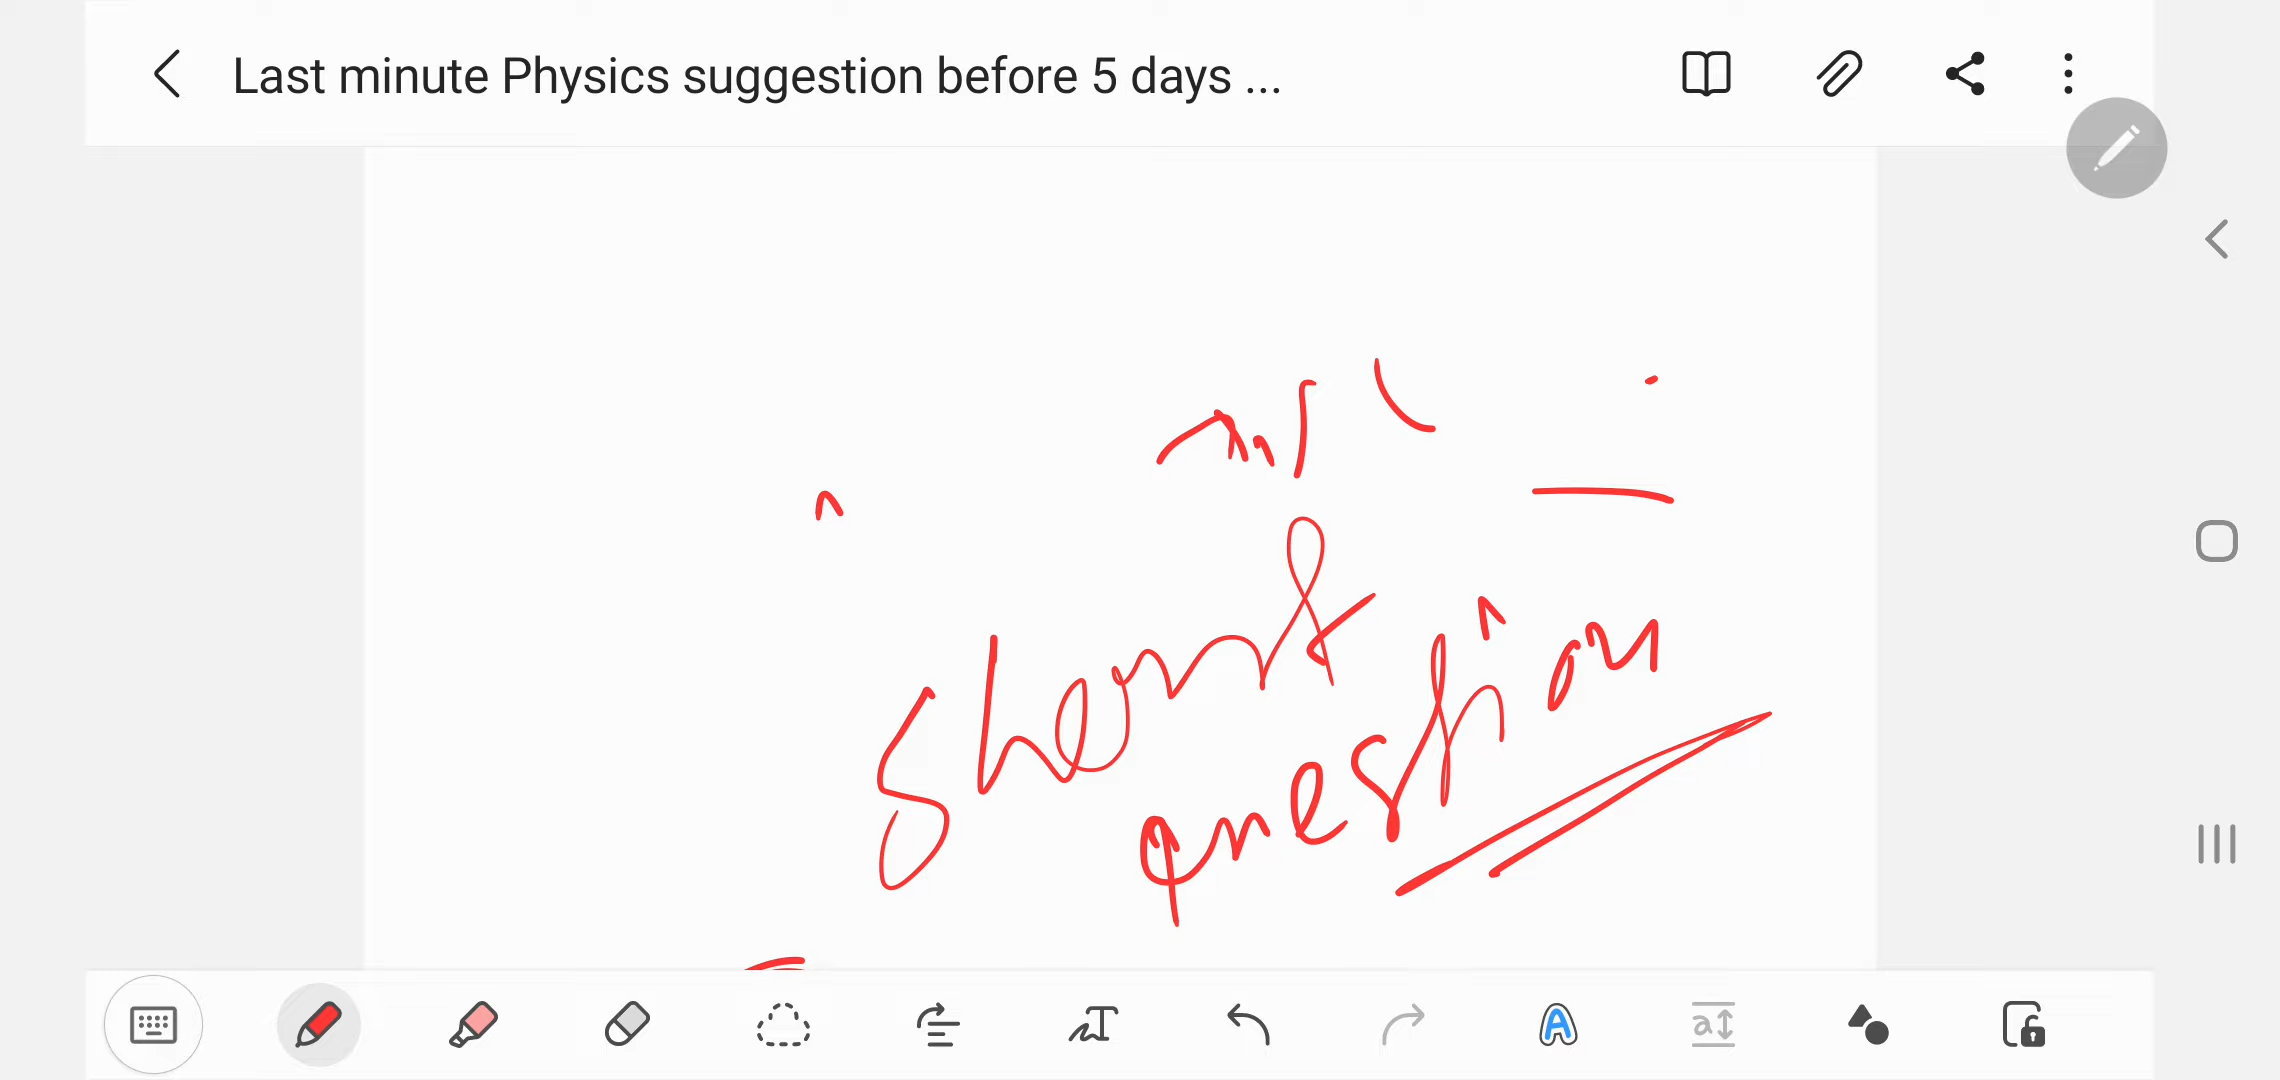 Last minute Physics suggestion before 5 days ...
Short
question